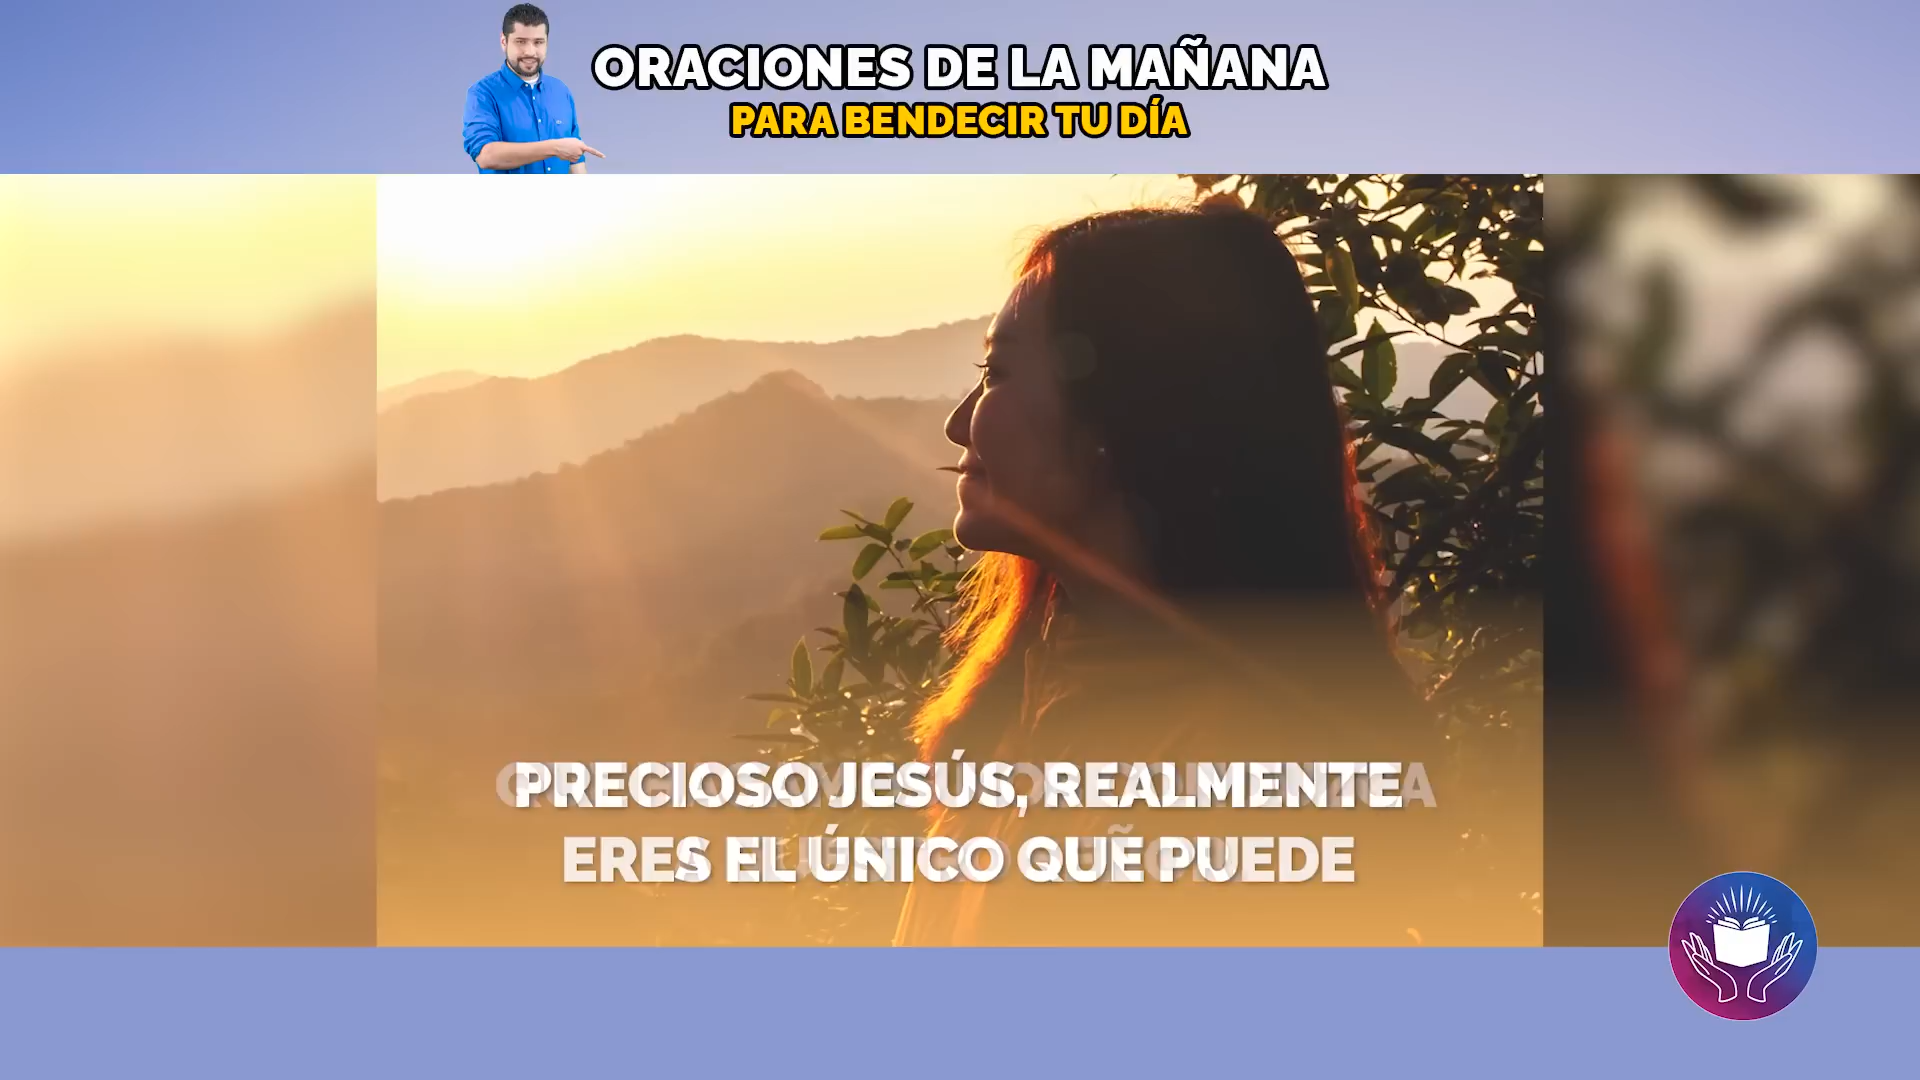 ORACIONES DE LA MAÑANA
PARA BENDECIR TU DÍA
PRECIOSO JESÚS, REALMENTE
ERES EL ÚNICO QUE PUEDE